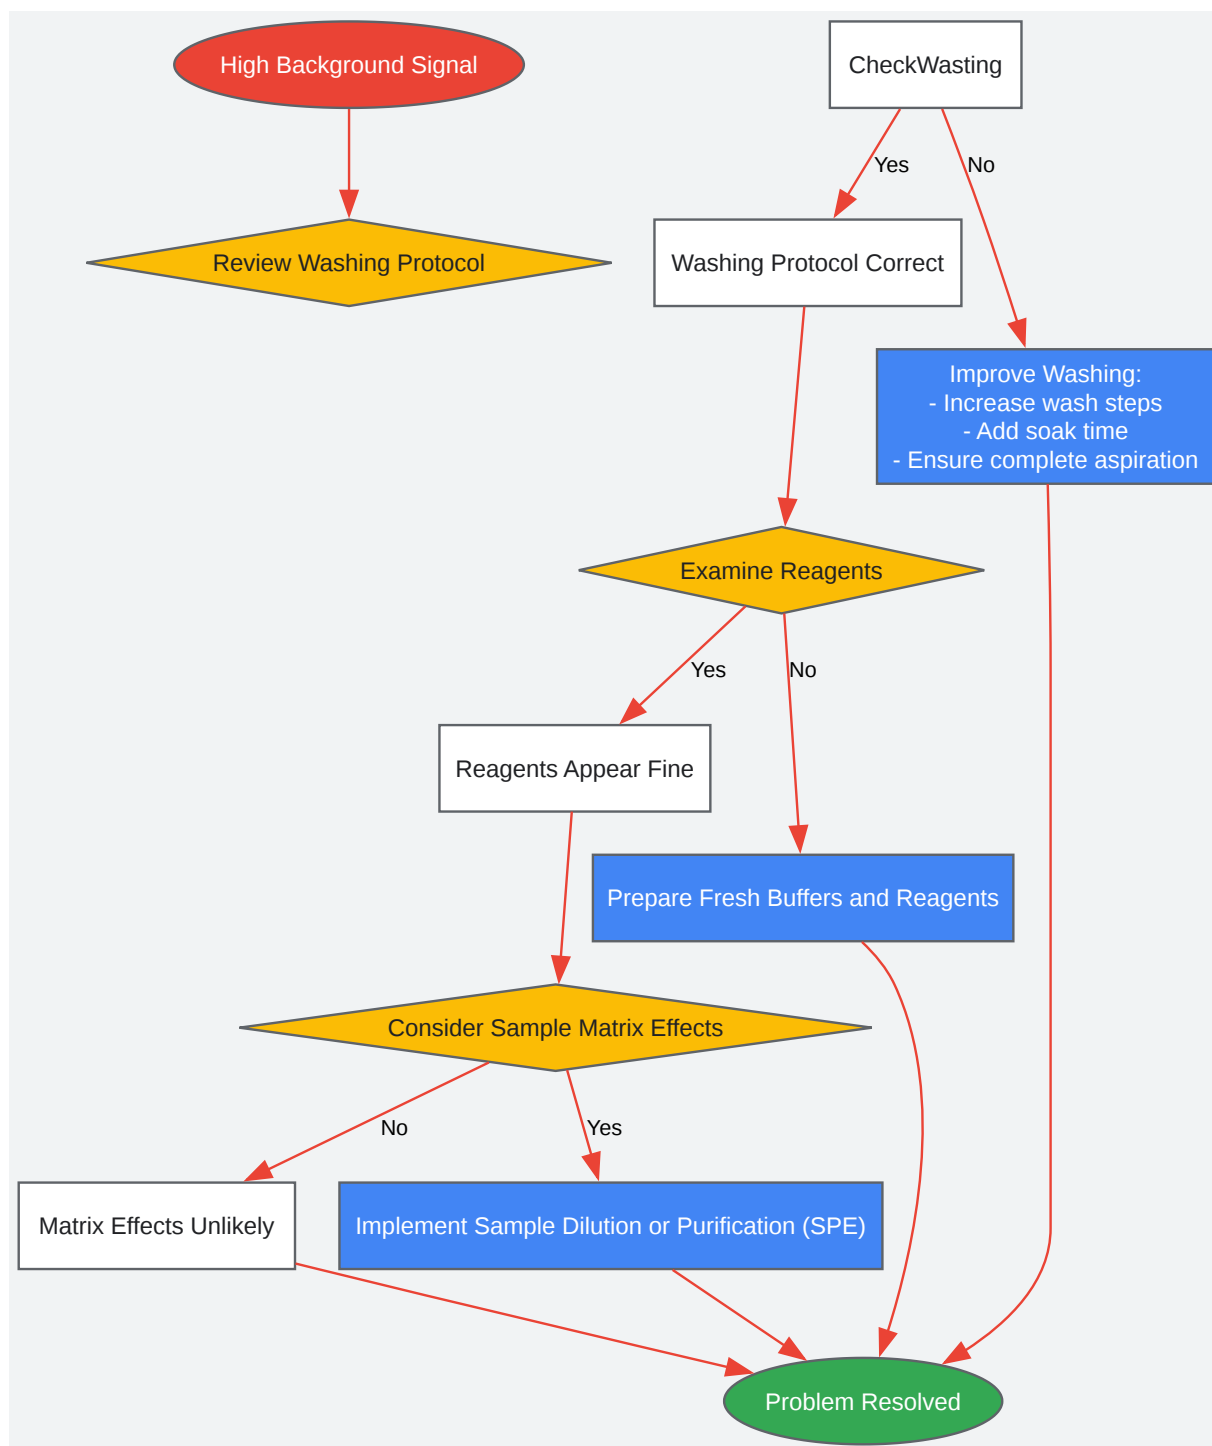 High Background Signal
CheckWasting
Yes
No
Review Washing Protocol
Washing Protocol Correct
Improve Washing:
- Increase wash steps
- Add soak time
- Ensure complete aspiration
Examine Reagents
Yes
No
Reagents Appear Fine
Prepare Fresh Buffers and Reagents
Consider Sample Matrix Effects
No
Yes
Matrix Effects Unlikely
Implement Sample Dilution or Purification (SPE)
Problem Resolved